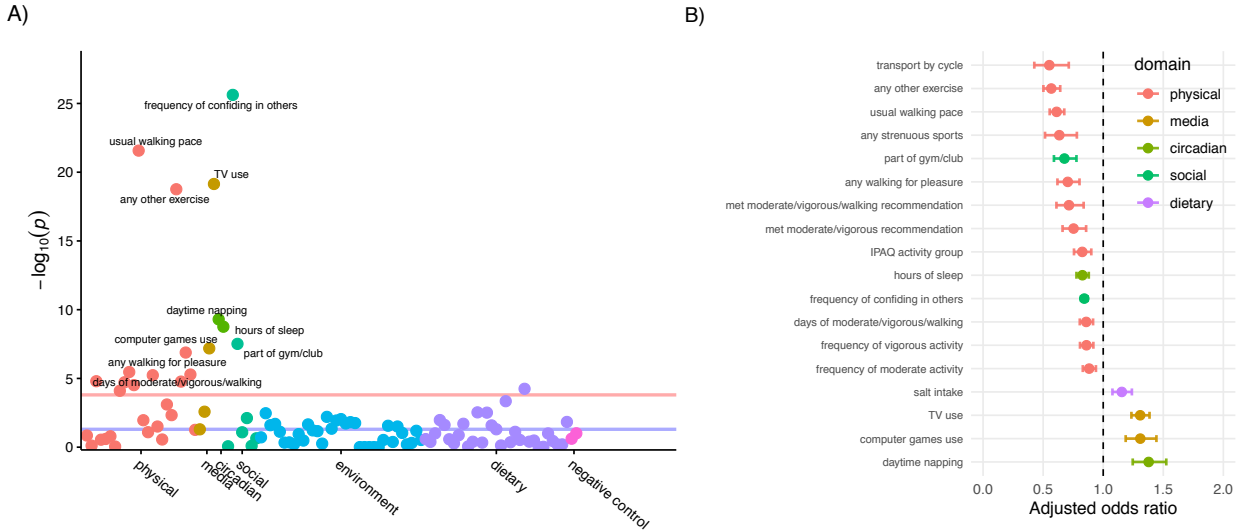 A)
B)
−log10(p)
25
20
15
10
5
0
frequency of confiding in others
usual walking pace
TV use
any other exercise
daytime napping
hours of sleep
computer games use
part of gym/club
any walking for pleasure
days of moderate/vigorous/walking
physical
media
circadian
social
environment
dietary
negative control
transport by cycle
any other exercise
usual walking pace
any strenuous sports
part of gym/club
any walking for pleasure
met moderate/vigorous/walking recommendation
met moderate/vigorous recommendation
IPAQ activity group
hours of sleep
frequency of confiding in others
days of moderate/vigorous/walking
frequency of vigorous activity
frequency of moderate activity
salt intake
TV use
computer games use
daytime napping
0.0 0.5 1.0 1.5 2.0
Adjusted odds ratio
domain
physical
media
circadian
social
dietary